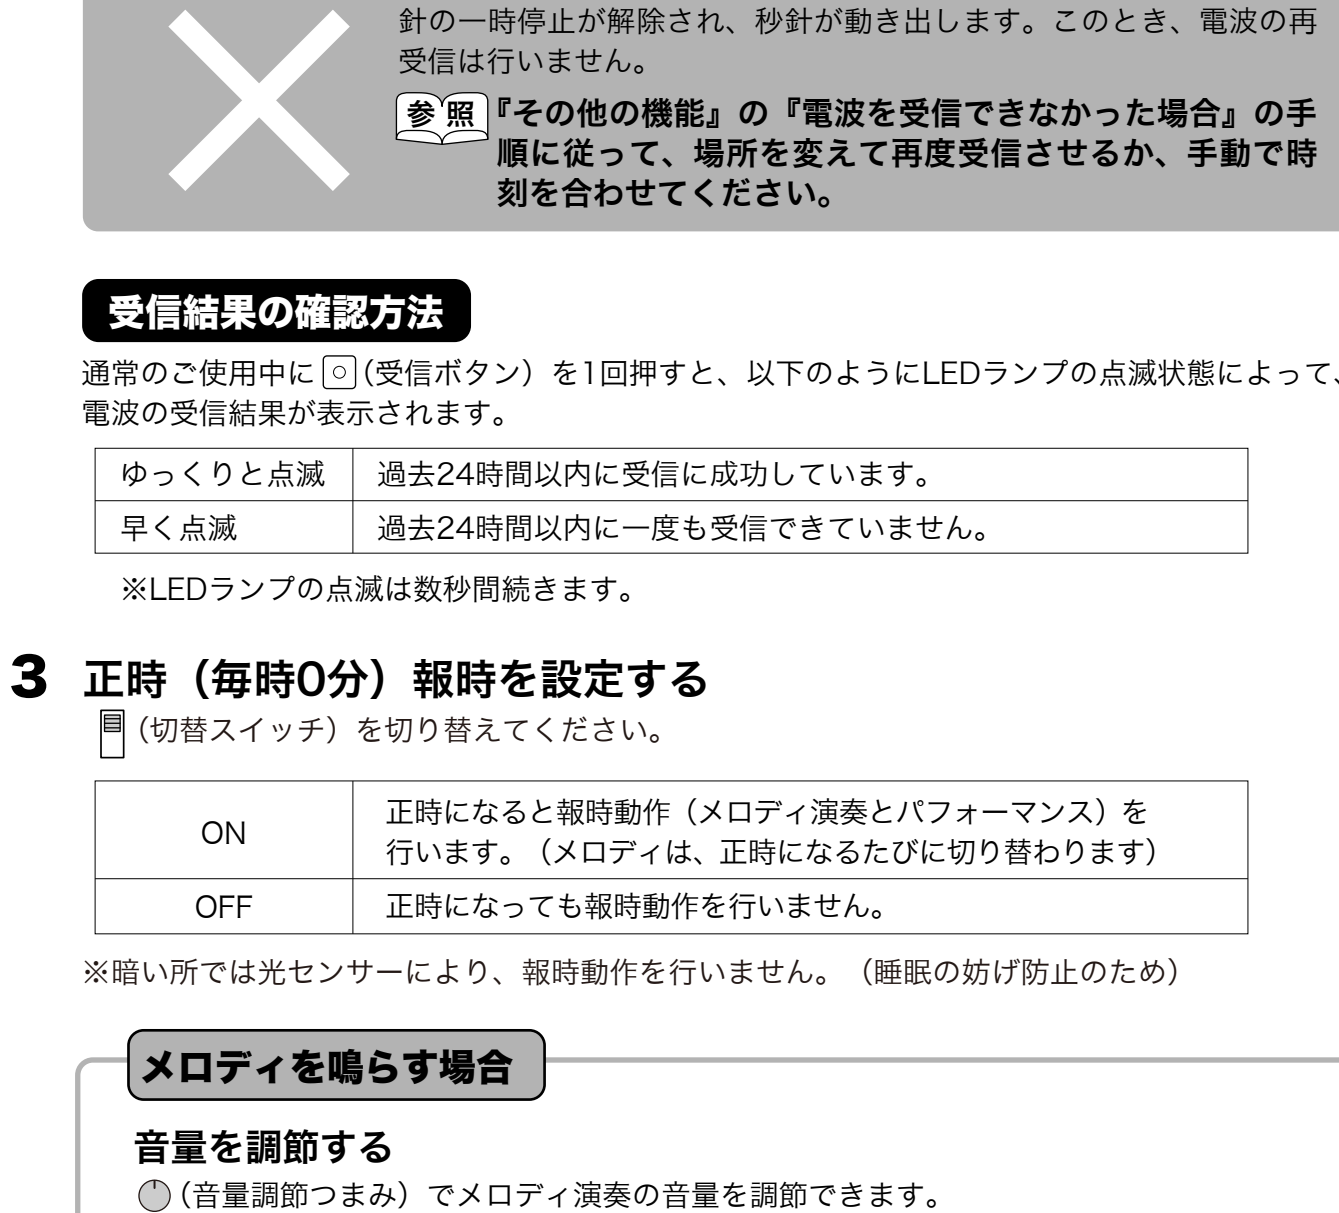 針の一時停止が解除され、秒針が動き出します。このとき、電波の再
受信は行いません。
参照 『その他の機能』の『電波を受信できなかった場合』の手
順に従って、場所を変えて再度受信させるか、手動で時
刻を合わせてください。
受信結果の確認方法
通常のご使用中に (受信ボタン）を1回押すと、以下のようにLEDランプの点滅状態によって、
電波の受信結果が表示されます。
ゆっくりと点滅 過去24時間以内に受信に成功しています。
早く点滅 過去24時間以内に一度も受信できていません。
※LEDランプの点滅は数秒間続きます。
3 正時（毎時0分）報時を設定する
（切替スイッチ）を切り替えてください。
ON 正時になると報時動作（メロディ演奏とパフォーマンス）を
行います。（メロディは、正時になるたびに切り替わります）
OFF 正時になっても報時動作を行いません。
※暗い所では光センサーにより、報時動作を行いません。（睡眠の妨げ防止のため）
メロディを鳴らす場合
音量を調節する
(音量調節つまみ）でメロディ演奏の音量を調節できます。